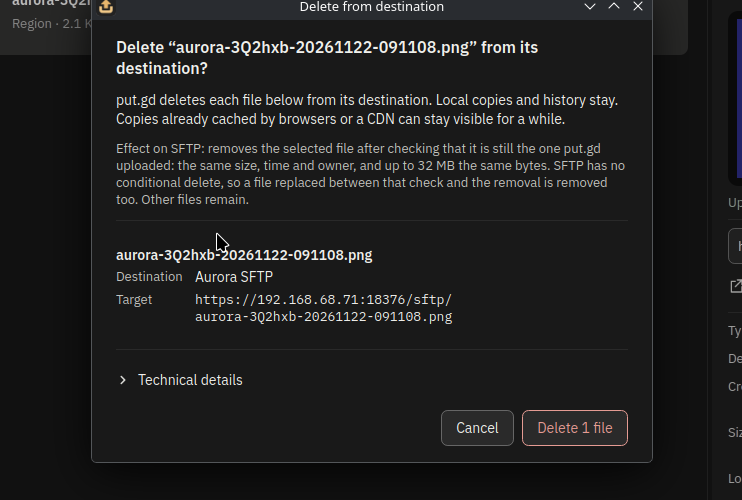 Delete from destination
Region · 2.1 K
Delete “aurora-3Q2hxb-20261122-091108.png” from its
destination?
put.gd deletes each file below from its destination. Local copies and history stay.
Copies already cached by browsers or a CDN can stay visible for a while.
Effect on SFTP: removes the selected file after checking that it is still the one put.gd
uploaded: the same size, time and owner, and up to 32 MB the same bytes. SFTP has no
conditional delete, so a file replaced between that check and the removal is removed
too. Other files remain.
aurora-3Q2hxb-20261122-091108.png
Destination Aurora SFTP
Target https://192.168.68.71:18376/sftp/
aurora-3Q2hxb-20261122-091108.png
Technical details
Cancel
Delete 1 file